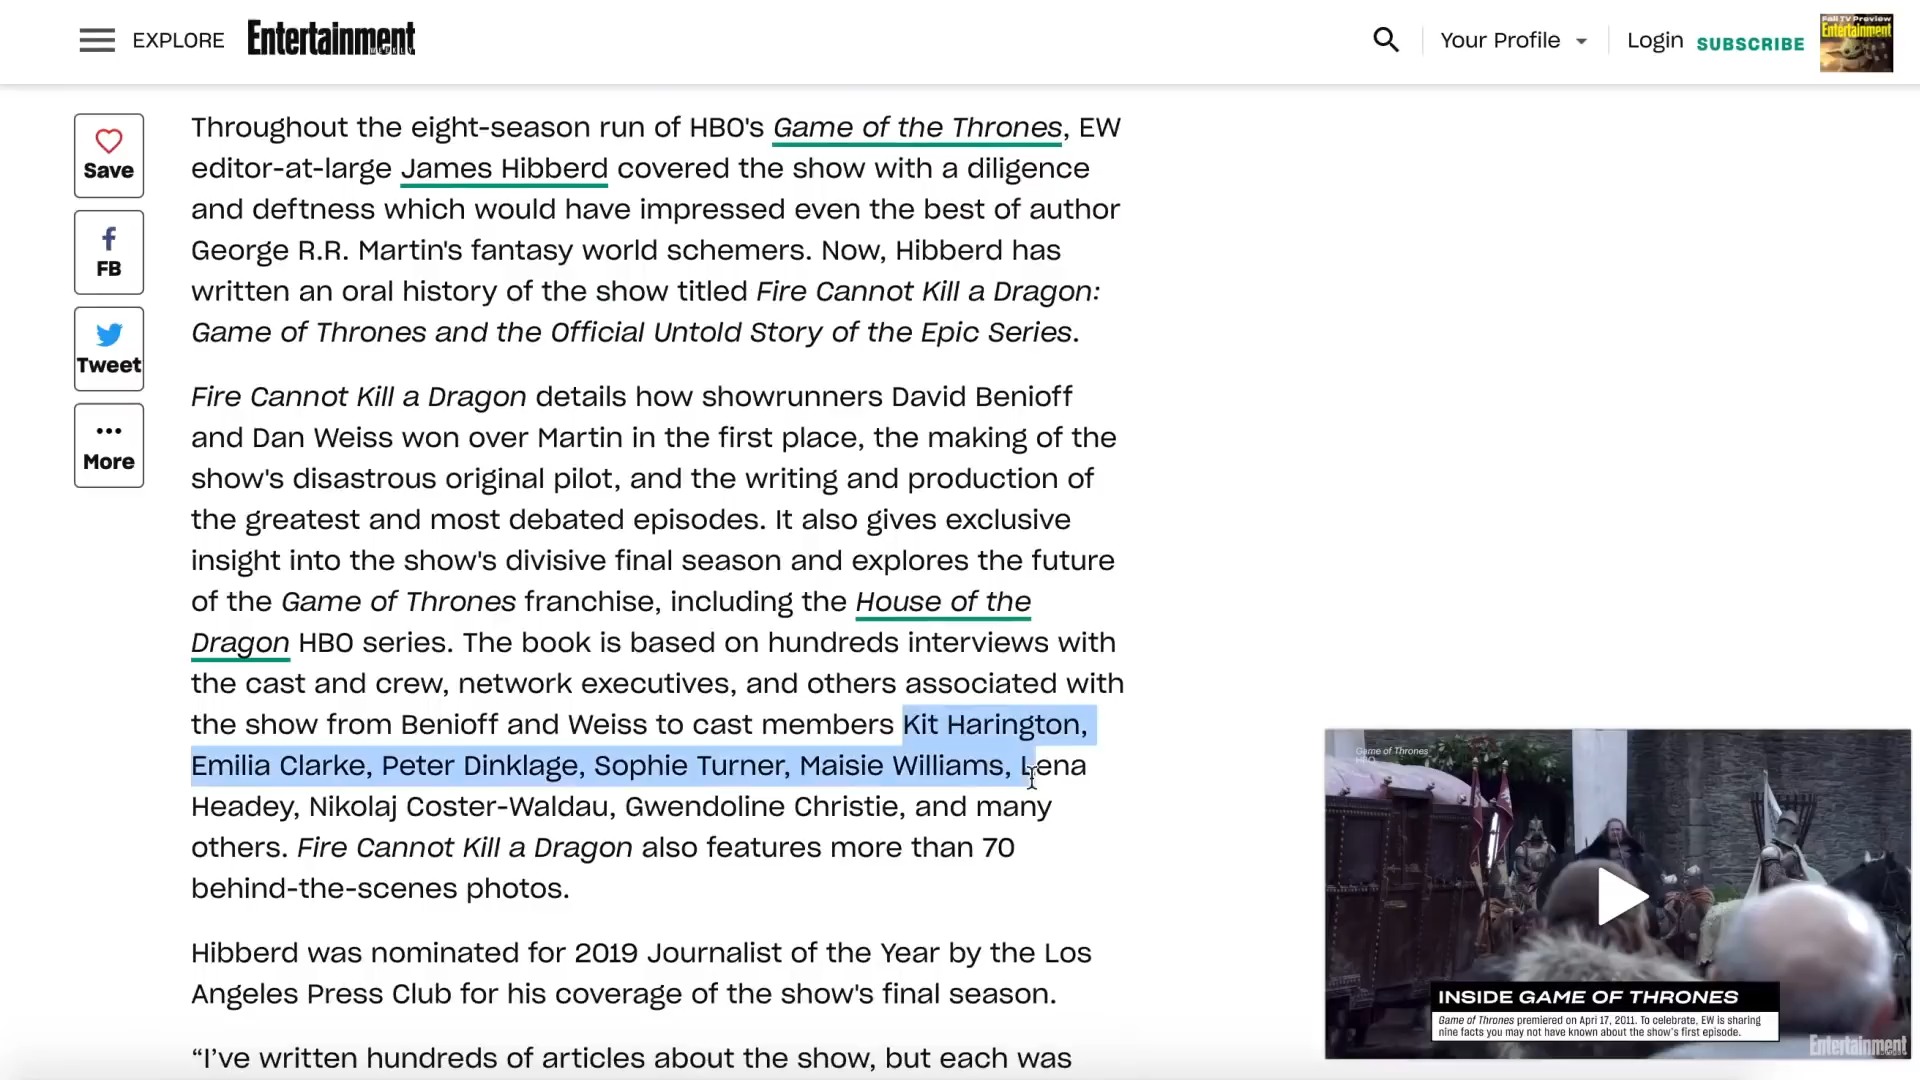 EXPLORE
Entertainment
WEEKLY
Your Profile
Login
SUBSCRIBE
Fall TV Preview
Entertainment
Save
FB
Tweet
More
Throughout the eight-season run of HBO's Game of the Thrones, EW
editor-at-large James Hibberd covered the show with a diligence
and deftness which would have impressed even the best of author
George R.R. Martin's fantasy world schemers. Now, Hibberd has
written an oral history of the show titled Fire Cannot Kill a Dragon:
Game of Thrones and the Official Untold Story of the Epic Series.
Fire Cannot Kill a Dragon details how showrunners David Benioff
and Dan Weiss won over Martin in the first place, the making of the
show's disastrous original pilot, and the writing and production of
the greatest and most debated episodes. It also gives exclusive
insight into the show's divisive final season and explores the future
of the Game of Thrones franchise, including the House of the
Dragon HBO series. The book is based on hundreds interviews with
the cast and crew, network executives, and others associated with
the show from Benioff and Weiss to cast members Kit Harington,
Emilia Clarke, Peter Dinklage, Sophie Turner, Maisie Williams, Lena
Headey, Nikolaj Coster-Waldau, Gwendoline Christie, and many
others. Fire Cannot Kill a Dragon also features more than 70
behind-the-scenes photos.
Hibberd was nominated for 2019 Journalist of the Year by the Los
Angeles Press Club for his coverage of the show's final season.
“I’ve written hundreds of articles about the show, but each was
Game of Thrones
HBO
INSIDE GAME OF THRONES
Game of Thrones premiered on Apri 17, 2011. To celebrate, EW is sharing
nine facts you may not have known about the show's first episode.
Entertainment